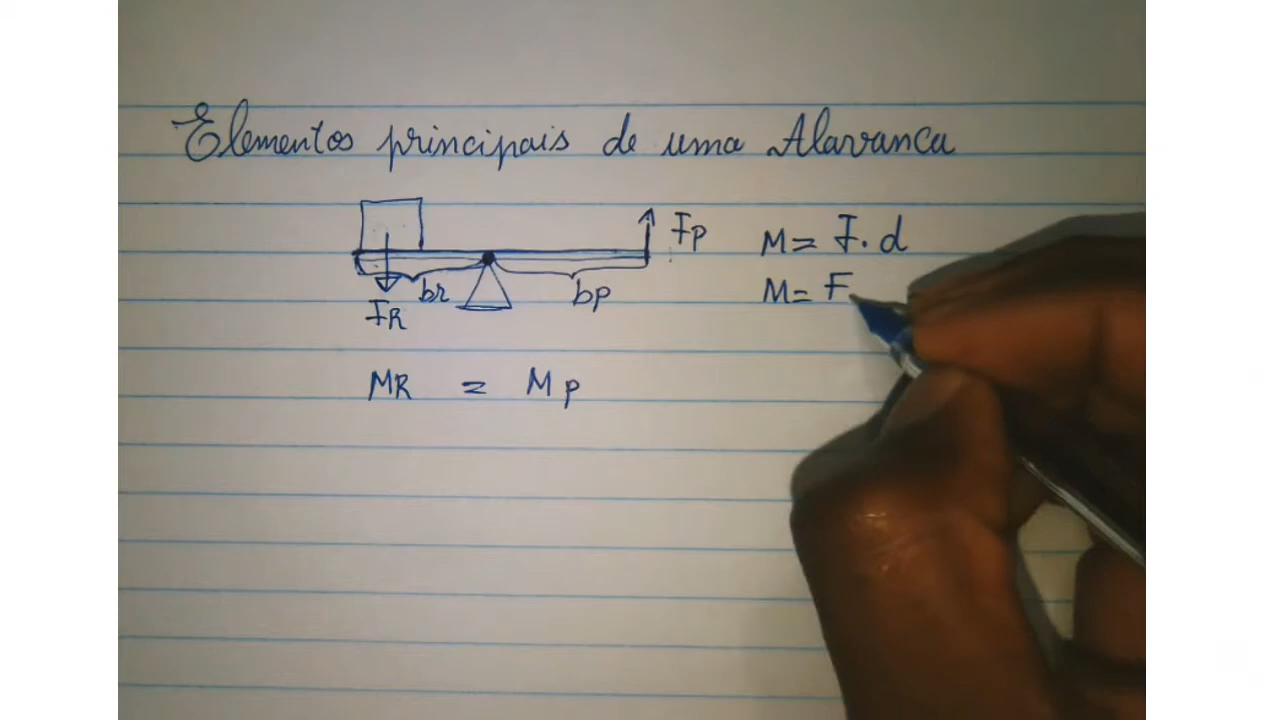 Elementos principais de uma Alavanca
Fp
M = F. d
br
bp
M = F
FR
MR = Mp